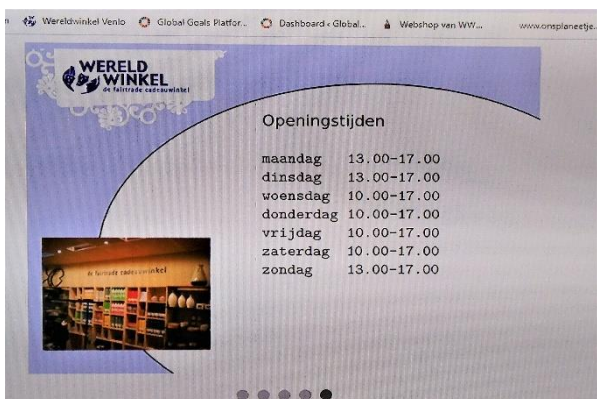 Wereldwinkel Venlo Global Goals Platfor... Dashboard ‹ Global... Webshop van WW... www.onsplaneetje.
WERELD
WINKEL
de fairtrade cadeauwinkel
Openingstijden
maandag 13.00-17.00
dinsdag 13.00-17.00
woensdag 10.00-17.00
donderdag 10.00-17.00
vrijdag 10.00-17.00
zaterdag 10.00-17.00
zondag 13.00-17.00
de fairtrade cadeauwinkel